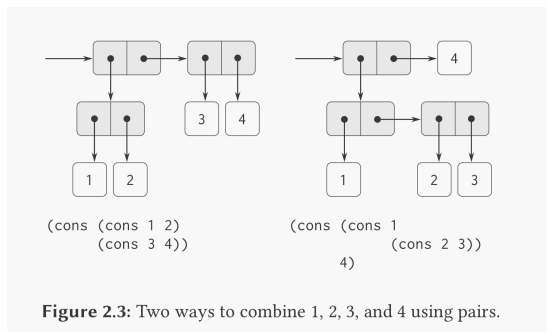 4
3 4
1 2
1
2 3
(cons (cons 1 2)
(cons 3 4))
(cons (cons 1
(cons 2 3))
4)
Figure 2.3: Two ways to combine 1, 2, 3, and 4 using pairs.